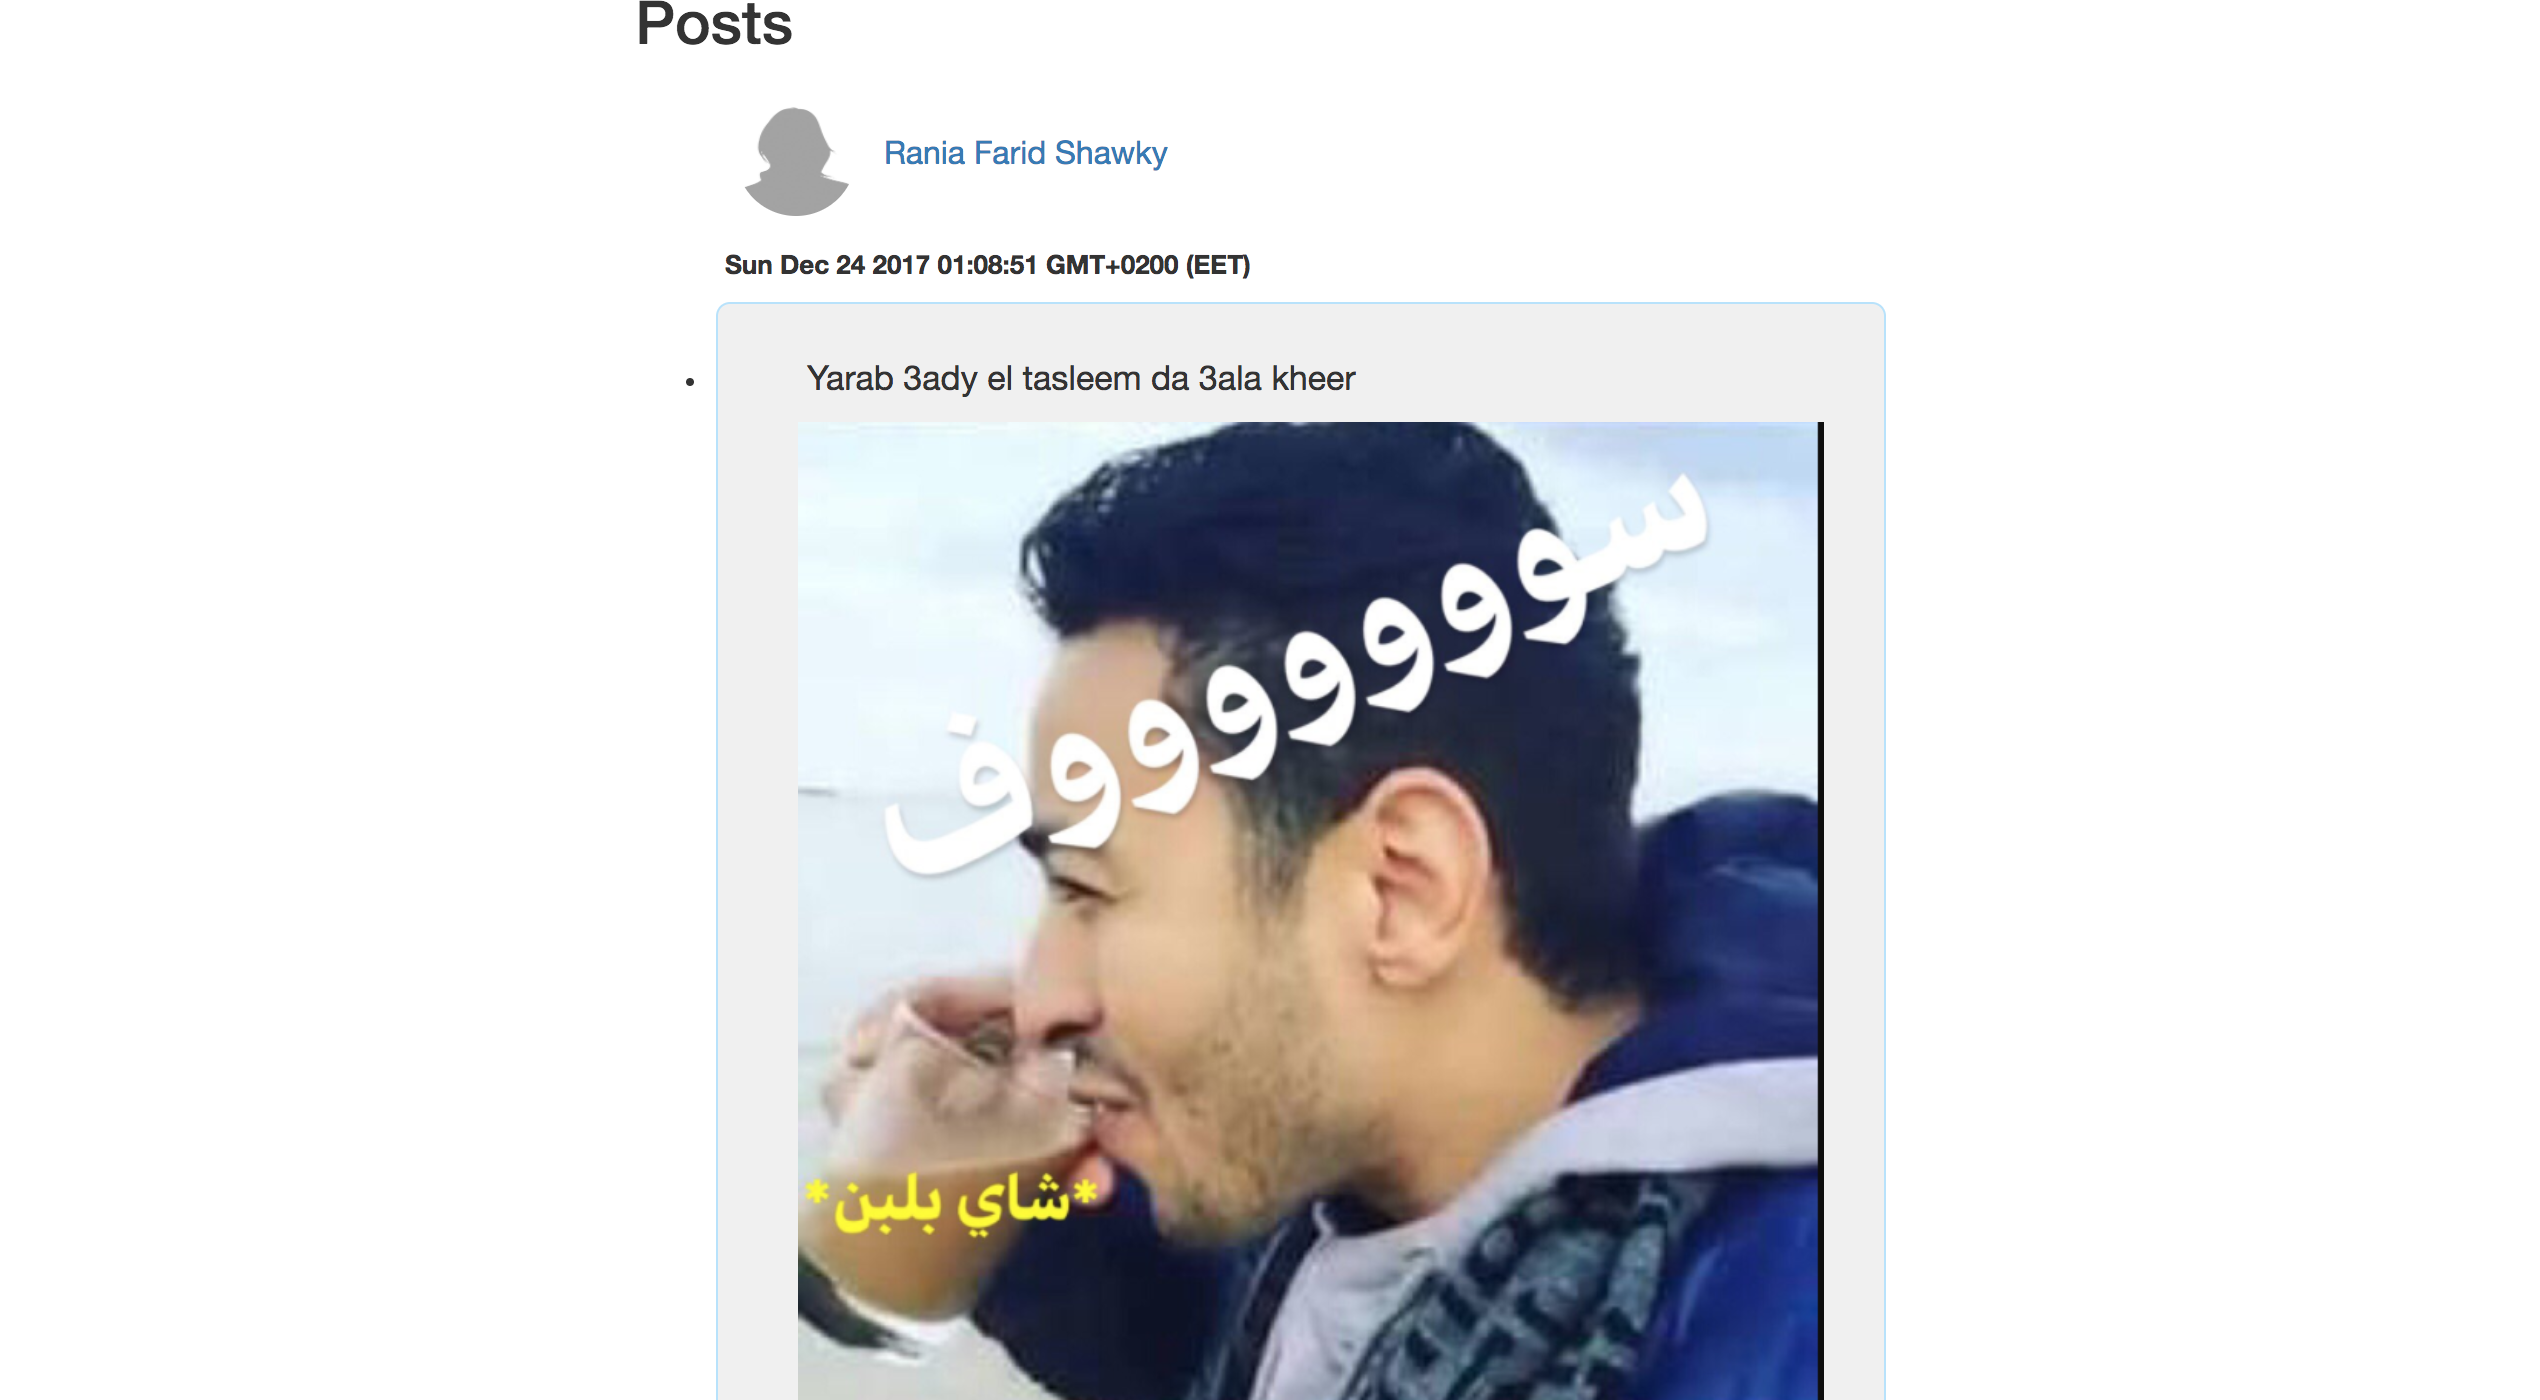 Posts
Rania Farid Shawky
Sun Dec 24 2017 01:08:51 GMT+0200 (EET)
Yarab 3ady el tasleem da 3ala kheer
سوووووووف
*شاي بلبن*